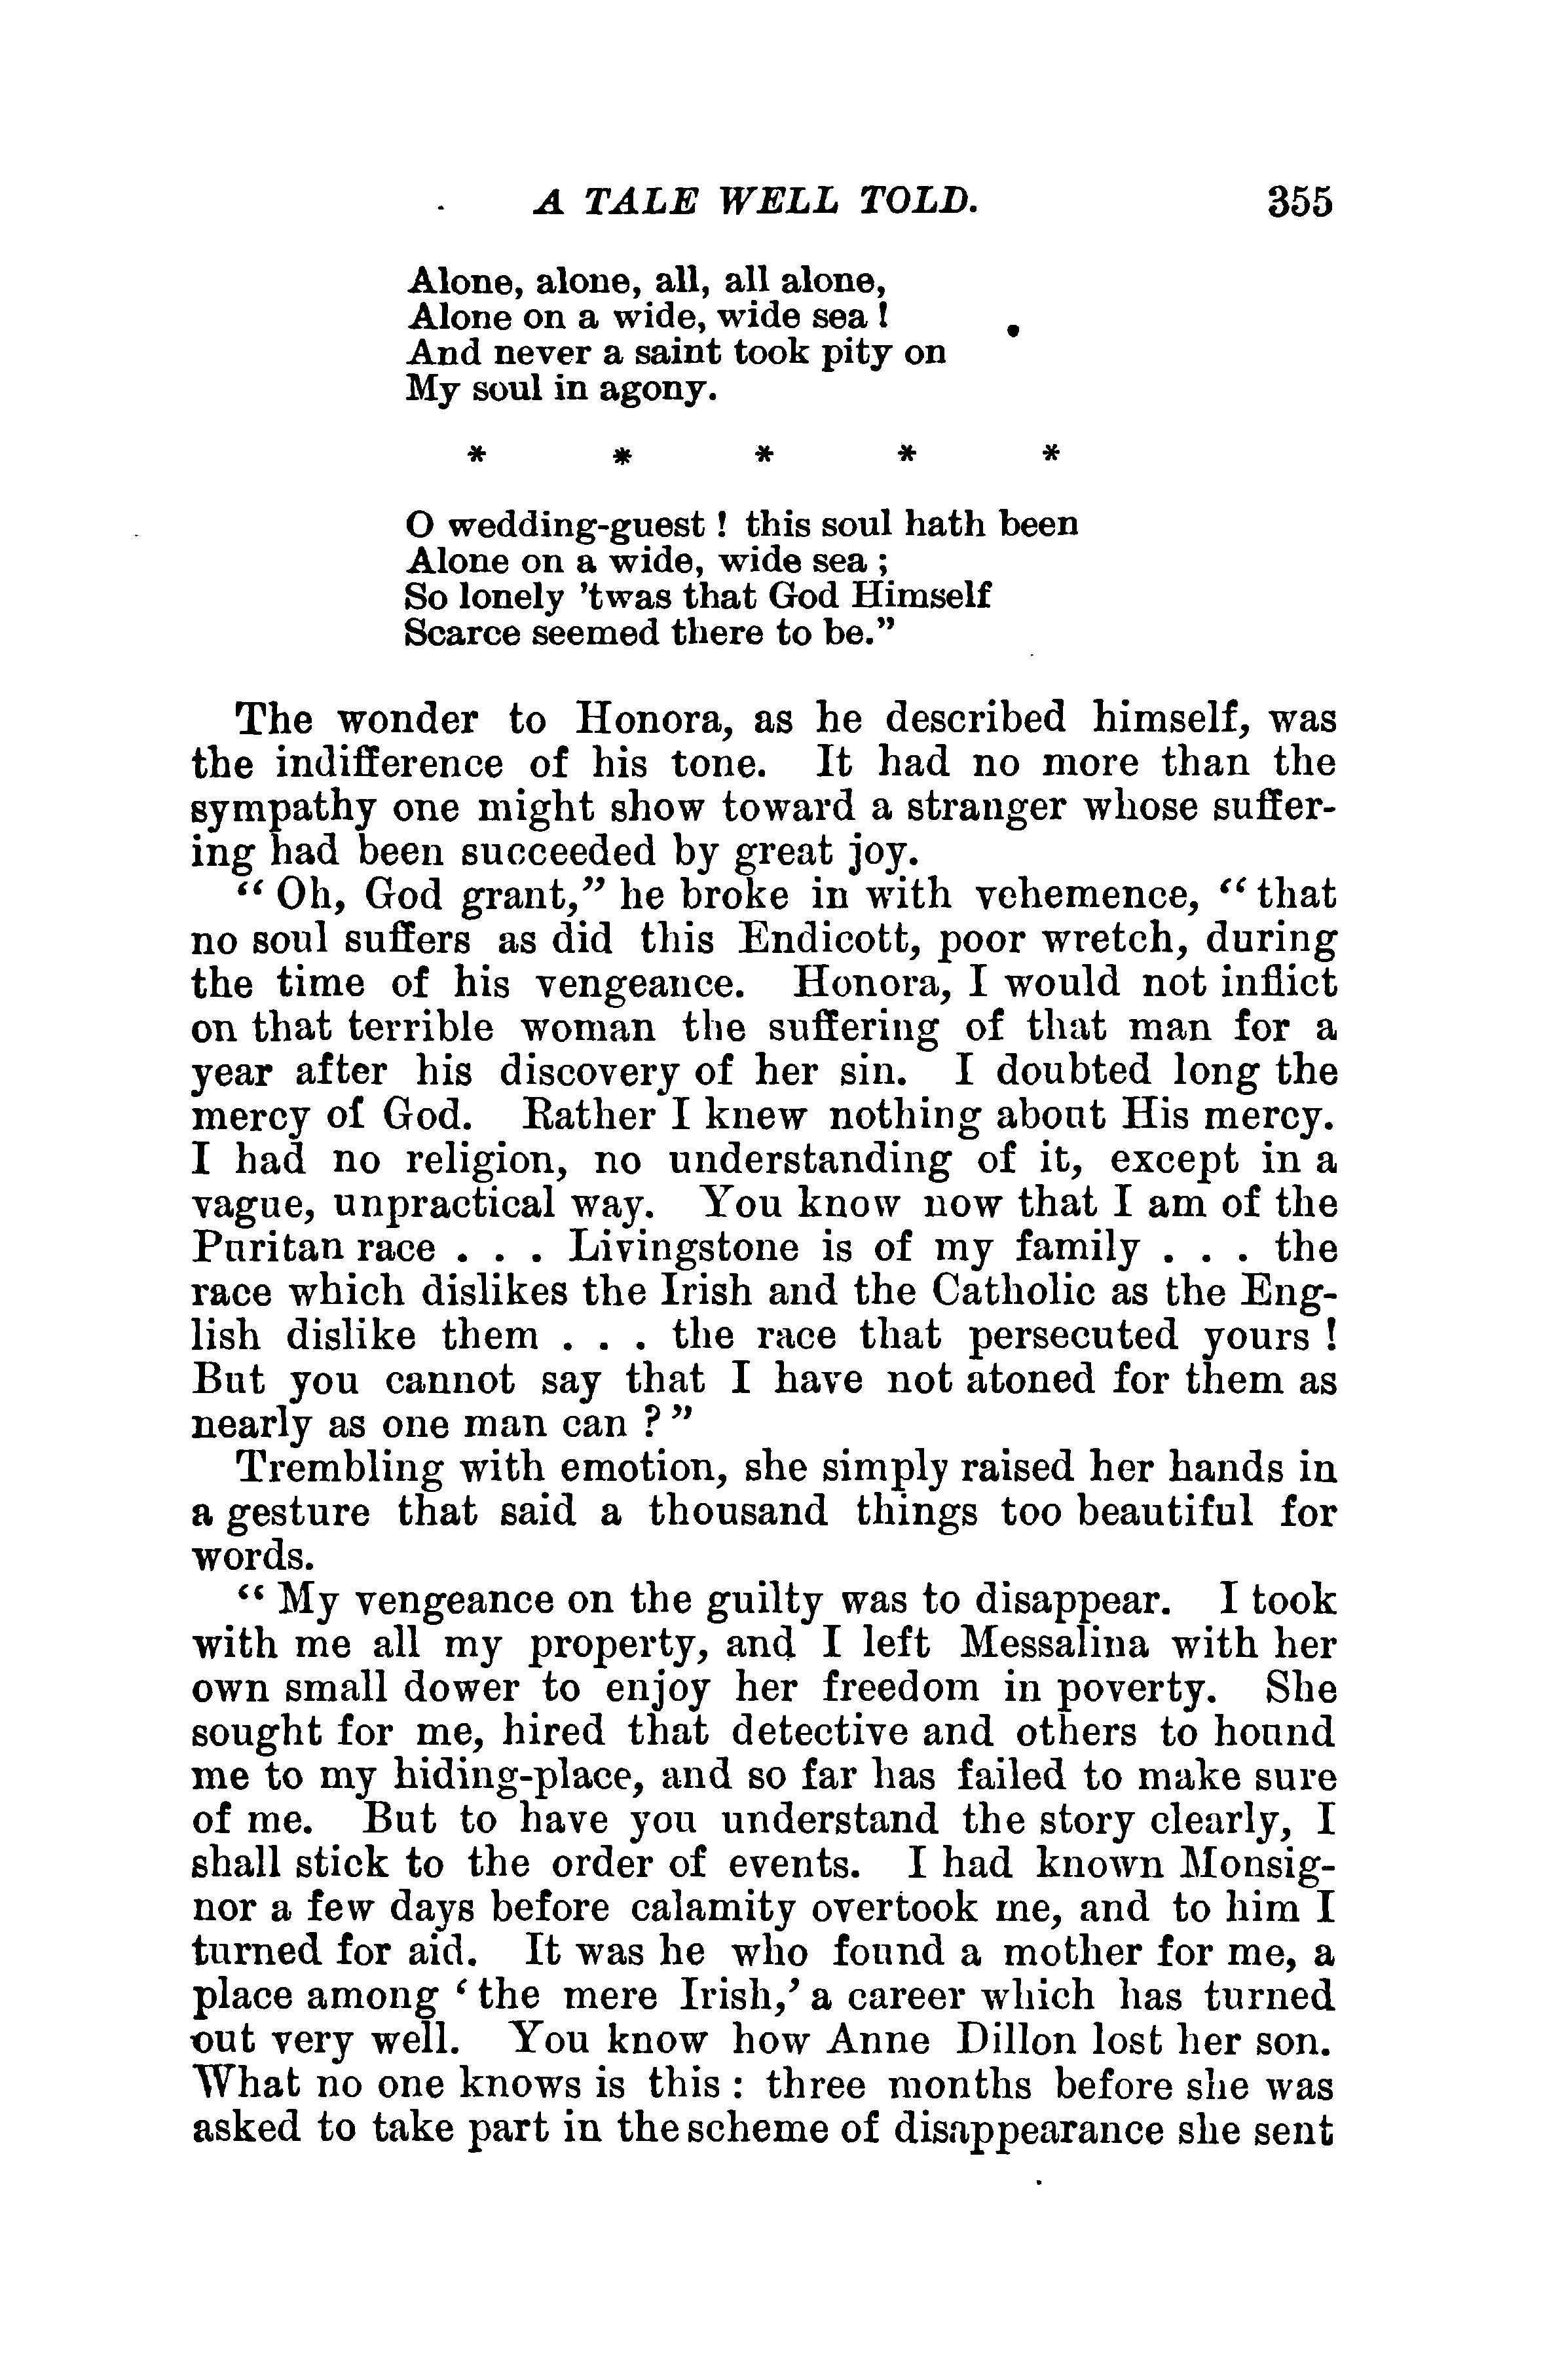 A TALE WELL TOLD. 355
Alone, alone, all, all alone,
Alone on a wide, wide sea !
And never a saint took pity on
My soul in agony.
* * * * *
O wedding-guest ! this soul hath been
Alone on a wide, wide sea ;
So lonely ’twas that God Himself
Scarce seemed there to be.”
The wonder to Honora, as he described himself, was
the indifference of his tone. It had no more than the
sympathy one might show toward a stranger whose suffer-
ing had been succeeded by great joy.
“ Oh, God grant,” he broke in with vehemence, “ that
no soul suffers as did this Endicott, poor wretch, during
the time of his vengeance. Honora, I would not inflict
on that terrible woman the suffering of that man for a
year after his discovery of her sin. I doubted long the
mercy of God. Rather I knew nothing about His mercy.
I had no religion, no understanding of it, except in a
vague, unpractical way. You know now that I am of the
Puritan race . . . Livingstone is of my family . . . the
race which dislikes the Irish and the Catholic as the Eng-
lish dislike them . . . the race that persecuted yours !
But you cannot say that I have not atoned for them as
nearly as one man can ? ”
Trembling with emotion, she simply raised her hands in
a gesture that said a thousand things too beautiful for
words.
“ My vengeance on the guilty was to disappear. I took
with me all my property, and I left Messalina with her
own small dower to enjoy her freedom in poverty. She
sought for me, hired that detective and others to hound
me to my hiding-place, and so far has failed to make sure
of me. But to have you understand the story clearly, I
shall stick to the order of events. I had known Monsig-
nor a few days before calamity overtook me, and to him I
turned for aid. It was he who found a mother for me, a
place among ‘ the mere Irish,’ a career which has turned
out very well. You know how Anne Dillon lost her son.
What no one knows is this : three months before she was
asked to take part in the scheme of disappearance she sent